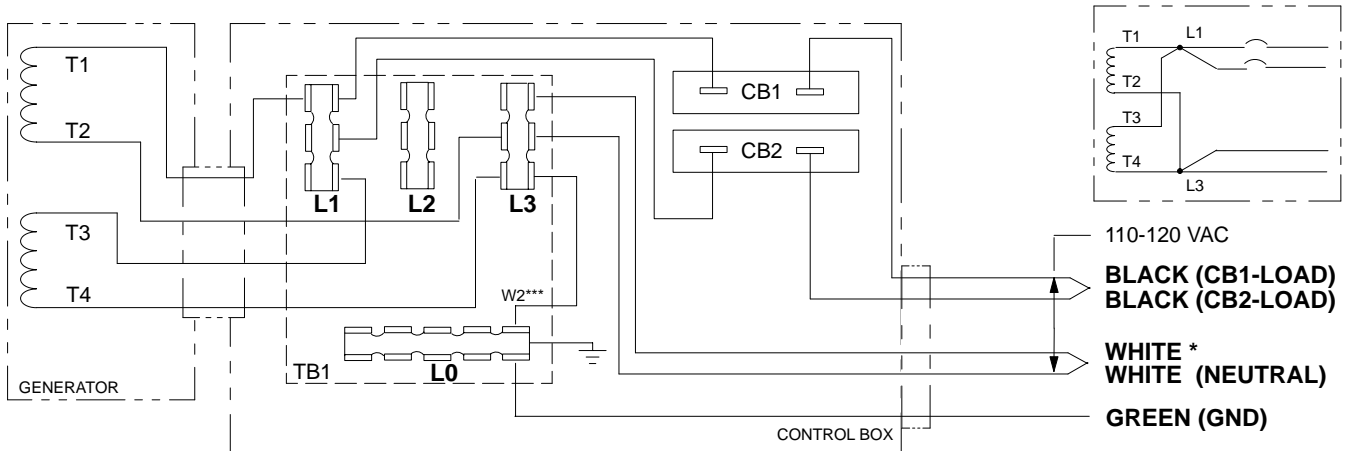 T1
T2
T3
T4
GENERATOR
L1
L2
L3
W2***
TB1
L0
CB1
CB2
CONTROL BOX
T1
L1
T2
T3
T4
L3
110-120 VAC
BLACK (CB1-LOAD)
BLACK (CB2-LOAD)
WHITE *
WHITE (NEUTRAL)
GREEN (GND)